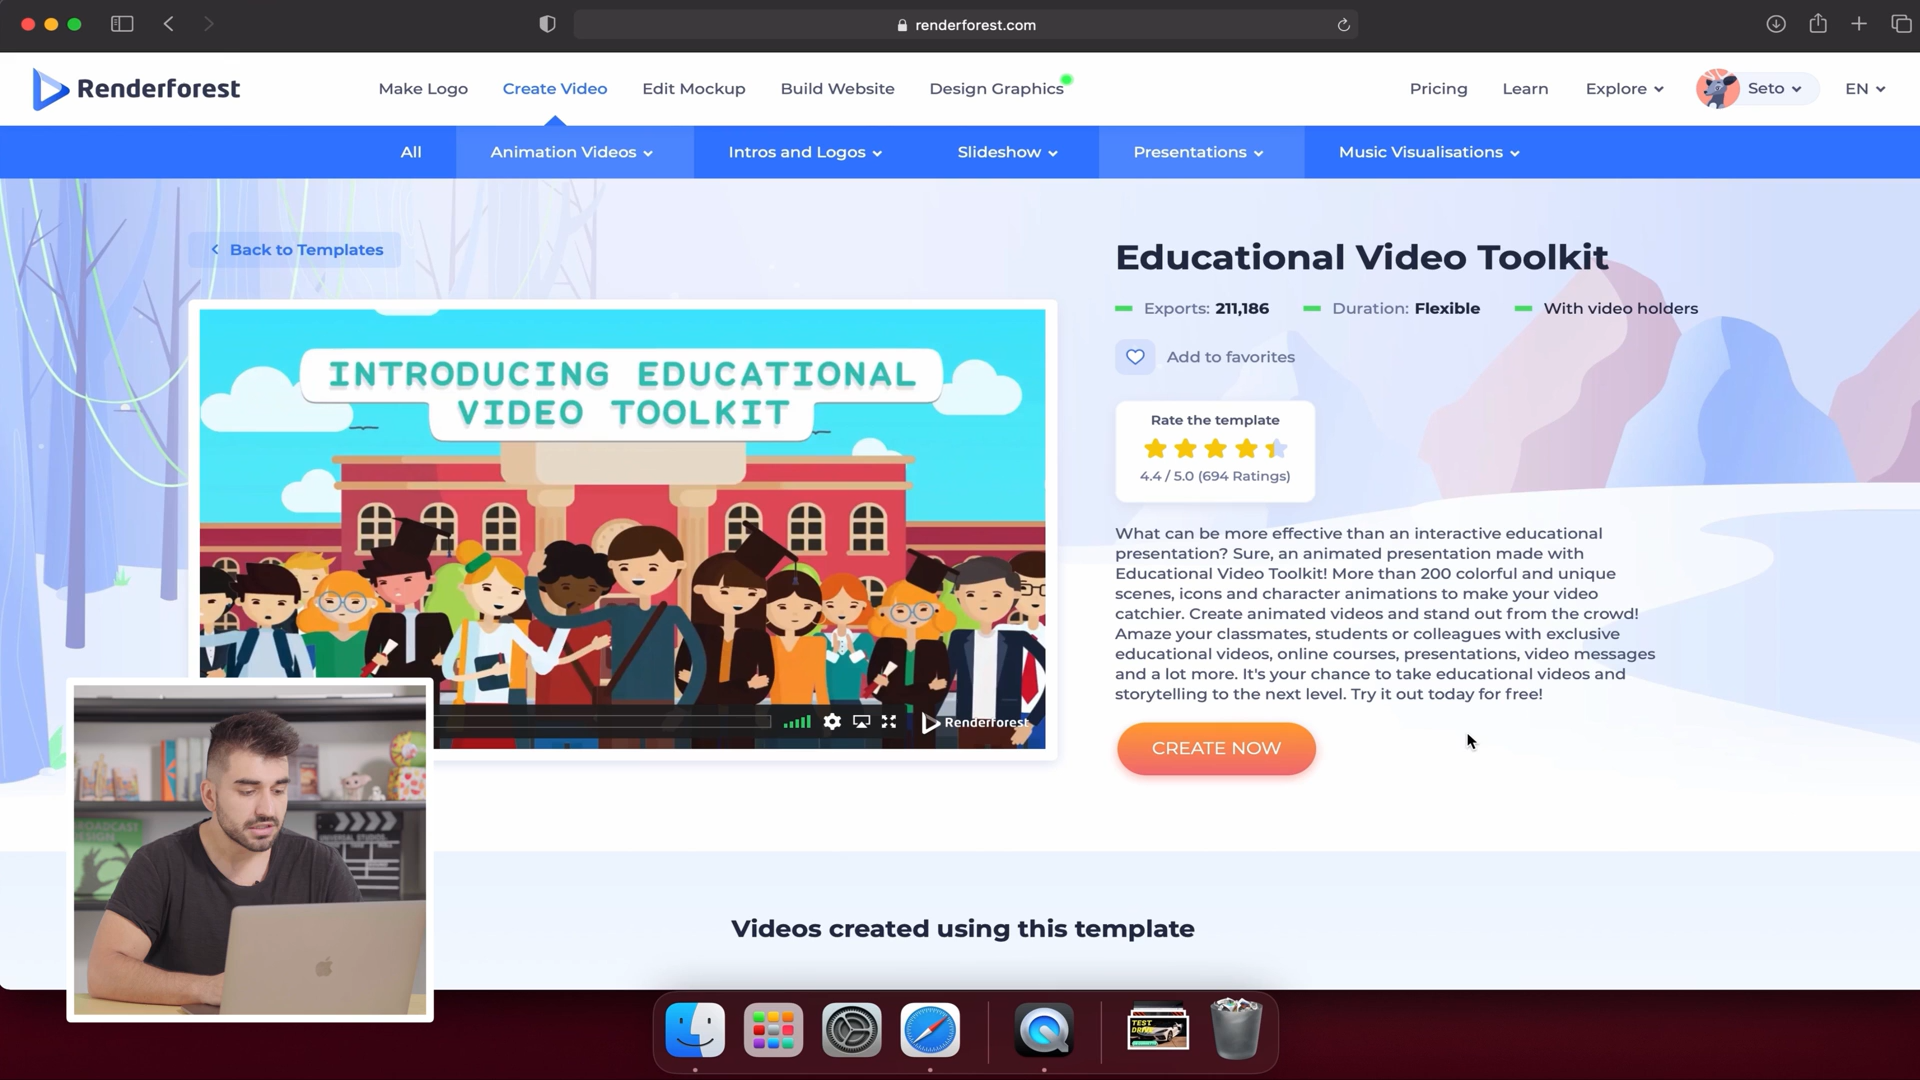 renderforest.com
Renderforest
Make Logo
Create Video
Edit Mockup
Build Website
Design Graphics
Pricing
Learn
Explore
Seto
EN
All
Animation Videos
Intros and Logos
Slideshow
Presentations
Music Visualisations
Back to Templates
INTRODUCING EDUCATIONAL
VIDEO TOOLKIT
Renderforest
Educational Video Toolkit
Exports: 211,186
Duration: Flexible
With video holders
Add to favorites
Rate the template
4.4 / 5.0 (694 Ratings)
What can be more effective than an interactive educational
presentation? Sure, an animated presentation made with
Educational Video Toolkit! More than 200 colorful and unique
scenes, icons and character animations to make your video
catchier. Create animated videos and stand out from the crowd!
Amaze your classmates, students or colleagues with exclusive
educational videos, online courses, presentations, video messages
and a lot more. It's your chance to take educational videos and
storytelling to the next level. Try it out today for free!
CREATE NOW
Videos created using this template
BROADCAST
DESIGN
UNIVERSAL STUDIOS
TEST
DRIVE